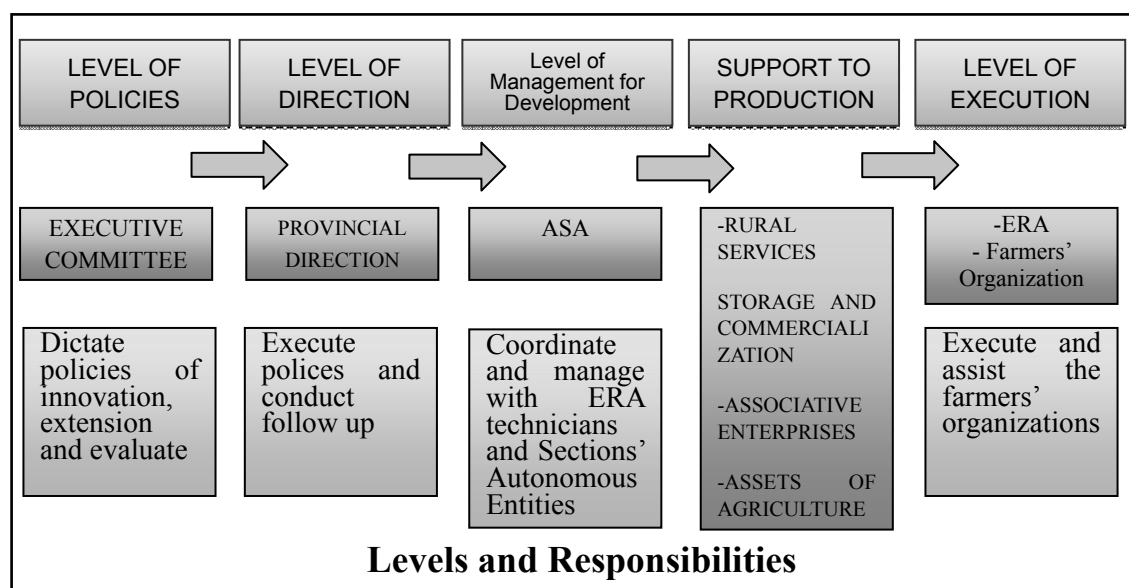 LEVEL OF
POLICIES
LEVEL OF
DIRECTION
Level of
Management for
Development
SUPPORT TO
PRODUCTION
LEVEL OF
EXECUTION
EXECUTIVE
COMMITTEE
PROVINCIAL
DIRECTION
ASA
-RURAL
SERVICES
STORAGE AND
COMMERCIALI
ZATION
-ASSOCIATIVE
ENTERPRISES
-ASSETS OF
AGRICULTURE
-ERA
- Farmers'
Organization
Dictate
policies of
innovation,
extension
and evaluate
Execute
polices and
conduct
follow up
Coordinate
and manage
with ERA
technicians
and Sections'
Autonomous
Entities
Execute and
assist the
farmers'
organizations
Levels and Responsibilities